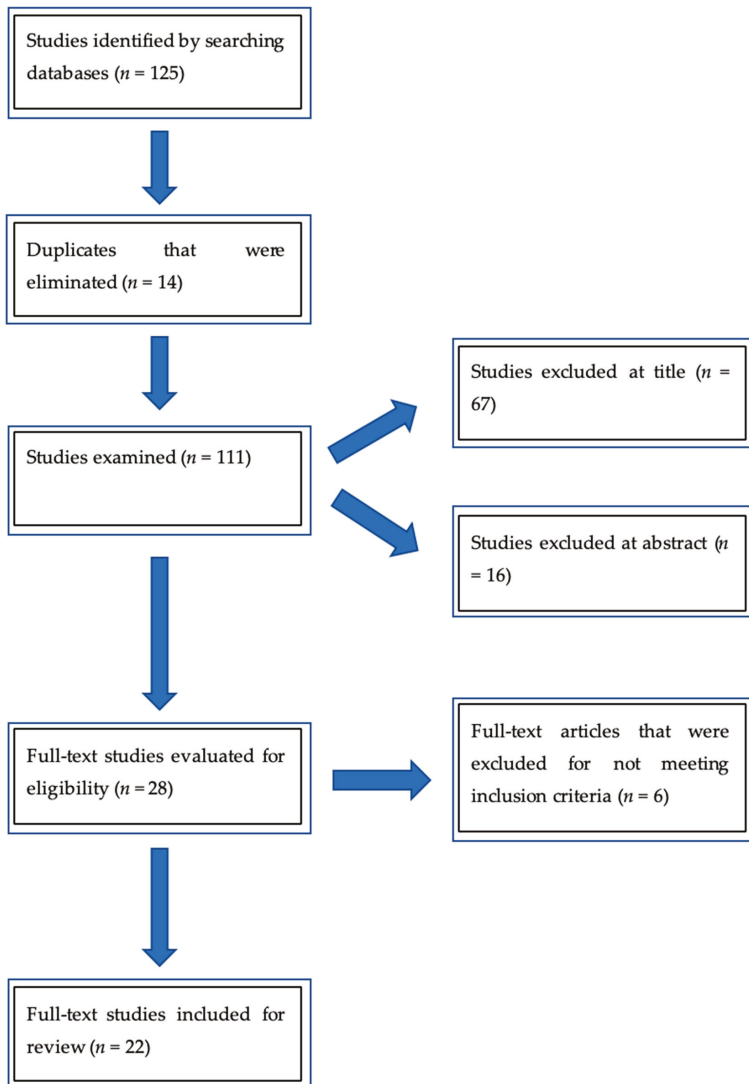 Studies identified by searching
databases (n = 125)
Duplicates that were
eliminated (n = 14)
Studies examined (n = 111)
Studies excluded at title (n =
67)
Studies excluded at abstract (n
= 16)
Full-text studies evaluated for
eligibility (n = 28)
Full-text articles that were
excluded for not meeting
inclusion criteria (n = 6)
Full-text studies included for
review (n = 22)